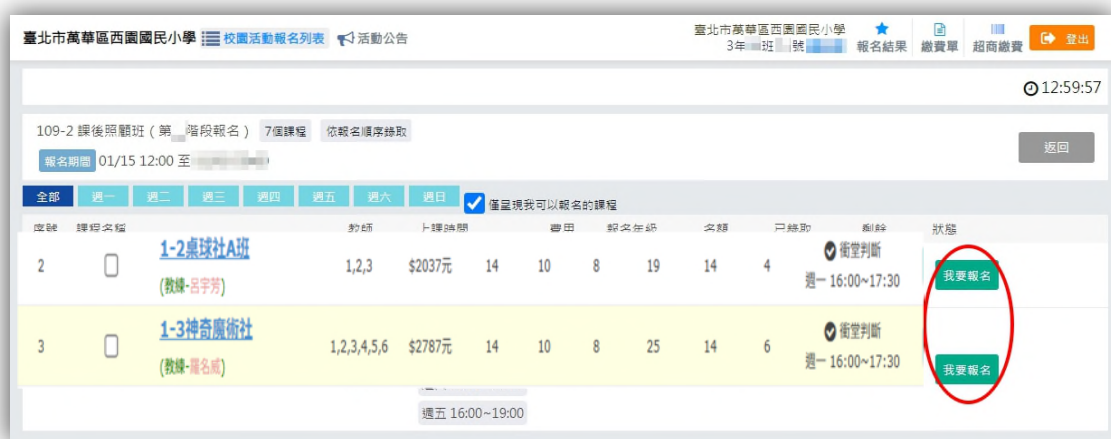 臺北市萬華區西園國民小學 校園活動報名列表 活動公告
臺北市萬華區西園國民小學
3年 班 號
報名結果 繳費單 超商繳費 登出
12:59:57
109-2 課後照顧班(第 階段報名) 7個課程 依報名順序錄取
報名期間 01/15 12:00 至
返回
全部 週一 週二 週三 週四 週五 週六 週日 僅呈現我可以報名的課程
序號 課程名稱 教師 上課時間 費用 報名年級 名額 已錄取 剩餘 狀態
2 1-2桌球社A班 (教練-呂宇芳) 1,2,3 $2037元 14 10 8 19 14 4 衝堂判斷 週一 16:00~17:30 我要報名
3 1-3神奇魔術社 (教練-羅名威) 1,2,3,4,5,6 $2787元 14 10 8 25 14 6 衝堂判斷 週一 16:00~17:30 我要報名
週五 16:00~19:00